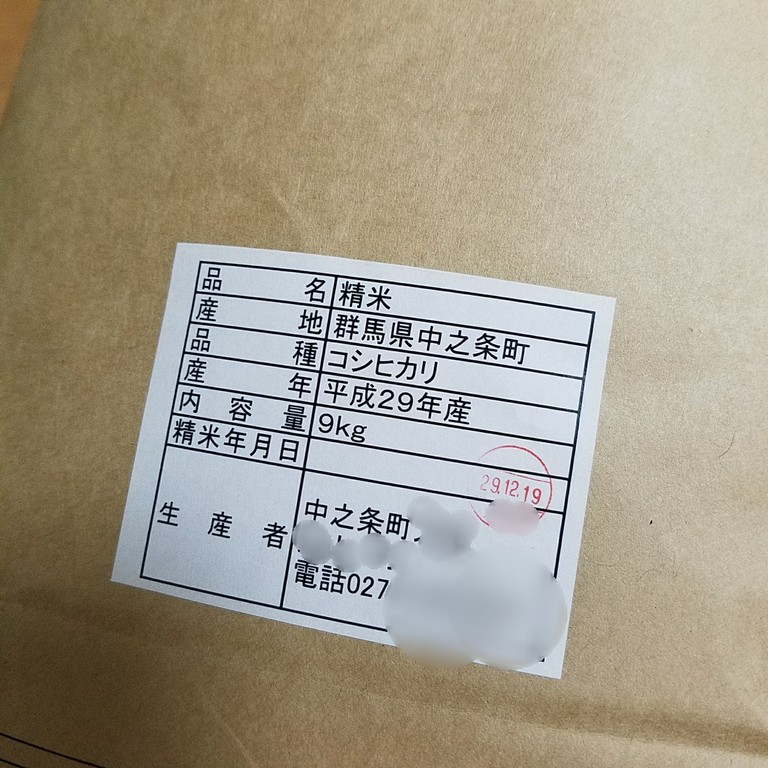 品名 精米
産地 群馬県中之条町
品種 コシヒカリ
産年 平成29年産
内容量 9kg
精米年月日 29.12.19
生産者 中之条町
電話027